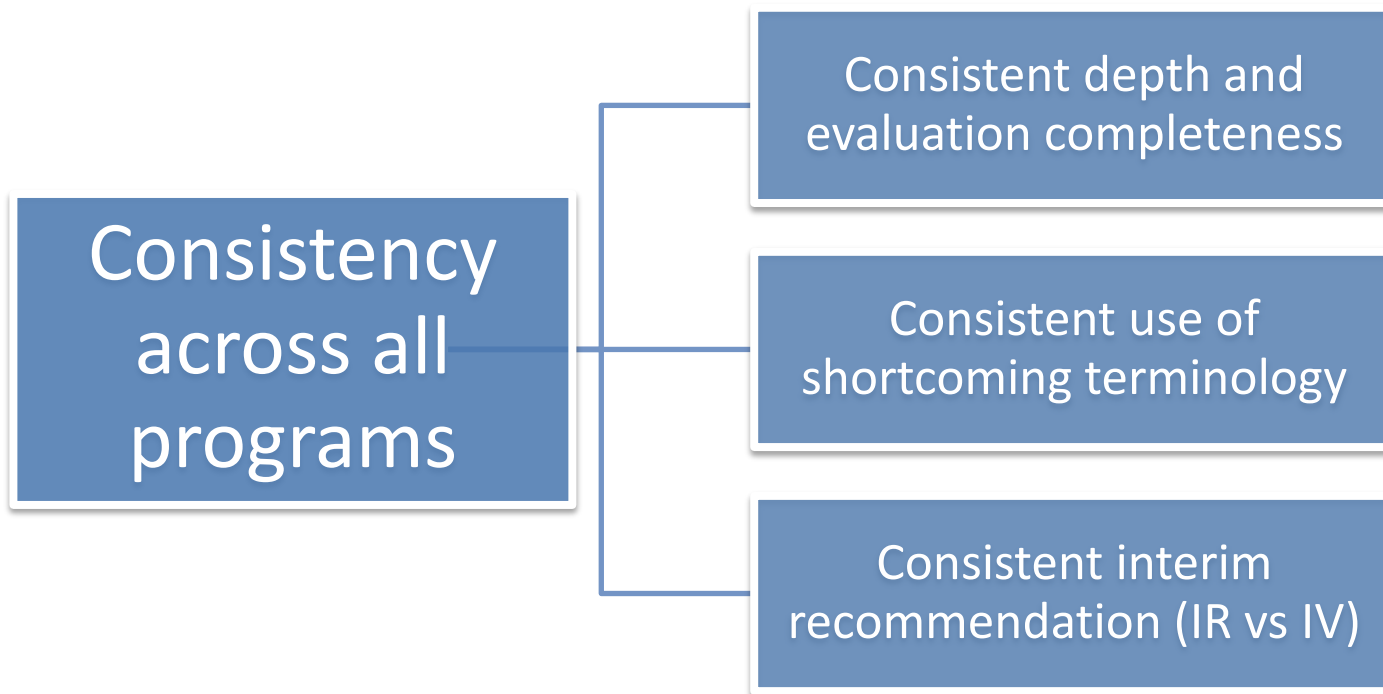 Consistency
across all
programs
Consistent depth and
evaluation completeness
Consistent use of
shortcoming terminology
Consistent interim
recommendation (IR vs IV)